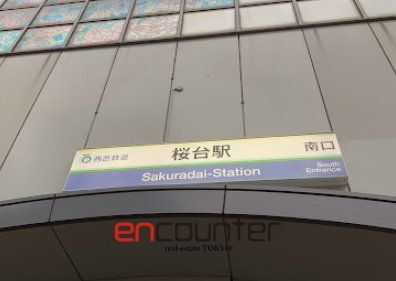 西武鉄道
桜台駅
南口
Sakuradai-Station
South
Entrance
encounter
real-estate TOKYO